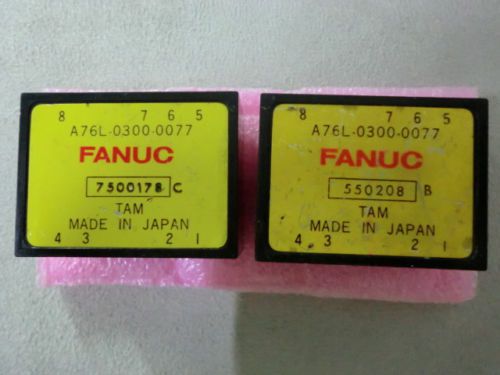 8 7 6 5
A76L-0300-0077
FANUC
7500178 C
TAM
MADE IN JAPAN
4 3 2 1
8 7 6 5
A76L-0300-0077
FANUC
550208 B
TAM
MADE IN JAPAN
4 3 2 1